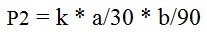 P2 = k * a/30 * b/90